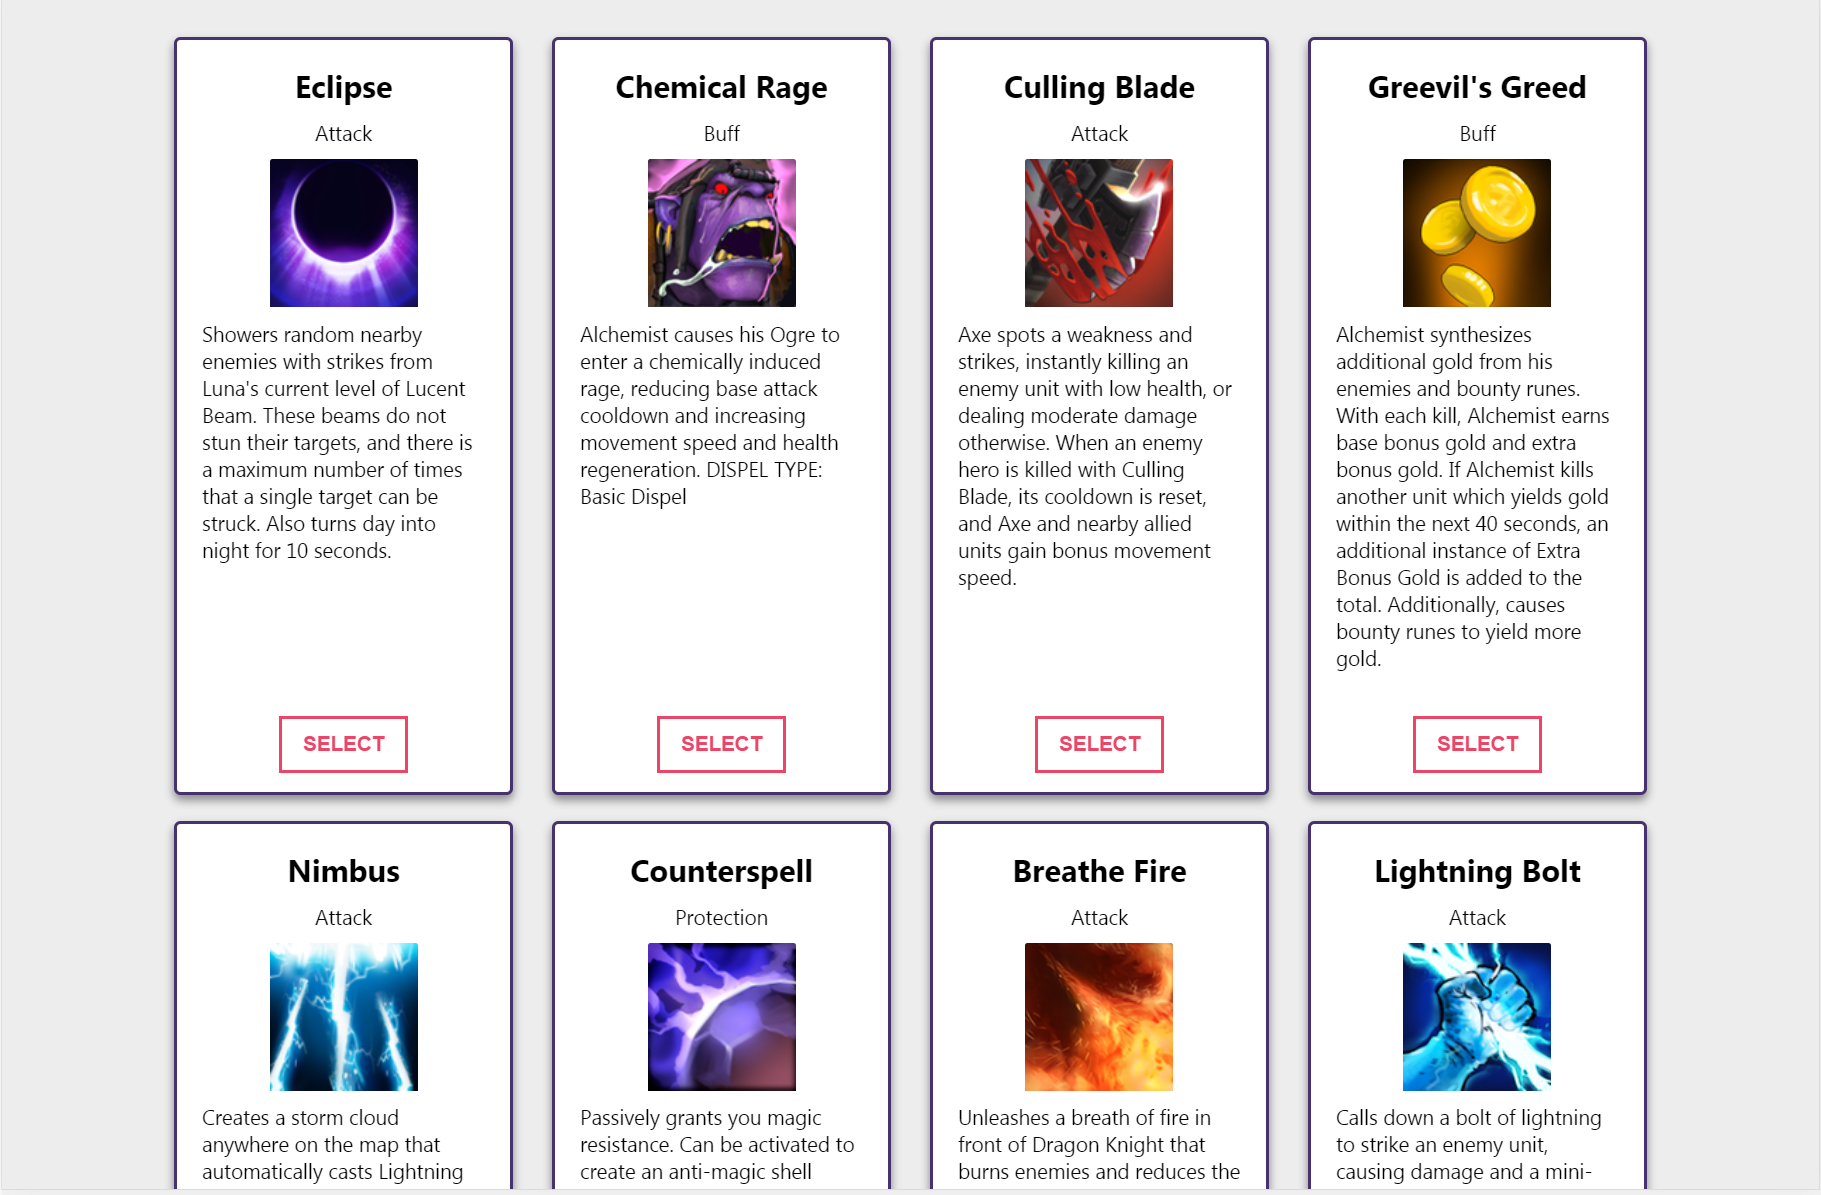 Eclipse
Attack
Showers random nearby
enemies with strikes from
Luna's current level of Lucent
Beam. These beams do not
stun their targets, and there is
a maximum number of times
that a single target can be
struck. Also turns day into
night for 10 seconds.
SELECT
Chemical Rage
Buff
Alchemist causes his Ogre to
enter a chemically induced
rage, reducing base attack
cooldown and increasing
movement speed and health
regeneration. DISPEL TYPE:
Basic Dispel
SELECT
Culling Blade
Attack
Axe spots a weakness and
strikes, instantly killing an
enemy unit with low health, or
dealing moderate damage
otherwise. When an enemy
hero is killed with Culling
Blade, its cooldown is reset,
and Axe and nearby allied
units gain bonus movement
speed.
SELECT
Greevil's Greed
Buff
Alchemist synthesizes
additional gold from his
enemies and bounty runes.
With each kill, Alchemist earns
base bonus gold and extra
bonus gold. If Alchemist kills
another unit which yields gold
within the next 40 seconds, an
additional instance of Extra
Bonus Gold is added to the
total. Additionally, causes
bounty runes to yield more
gold.
SELECT
Nimbus
Attack
Creates a storm cloud
anywhere on the map that
automatically casts Lightning
Counterspell
Protection
Passively grants you magic
resistance. Can be activated to
create an anti-magic shell
Breathe Fire
Attack
Unleashes a breath of fire in
front of Dragon Knight that
burns enemies and reduces the
Lightning Bolt
Attack
Calls down a bolt of lightning
to strike an enemy unit,
causing damage and a mini-